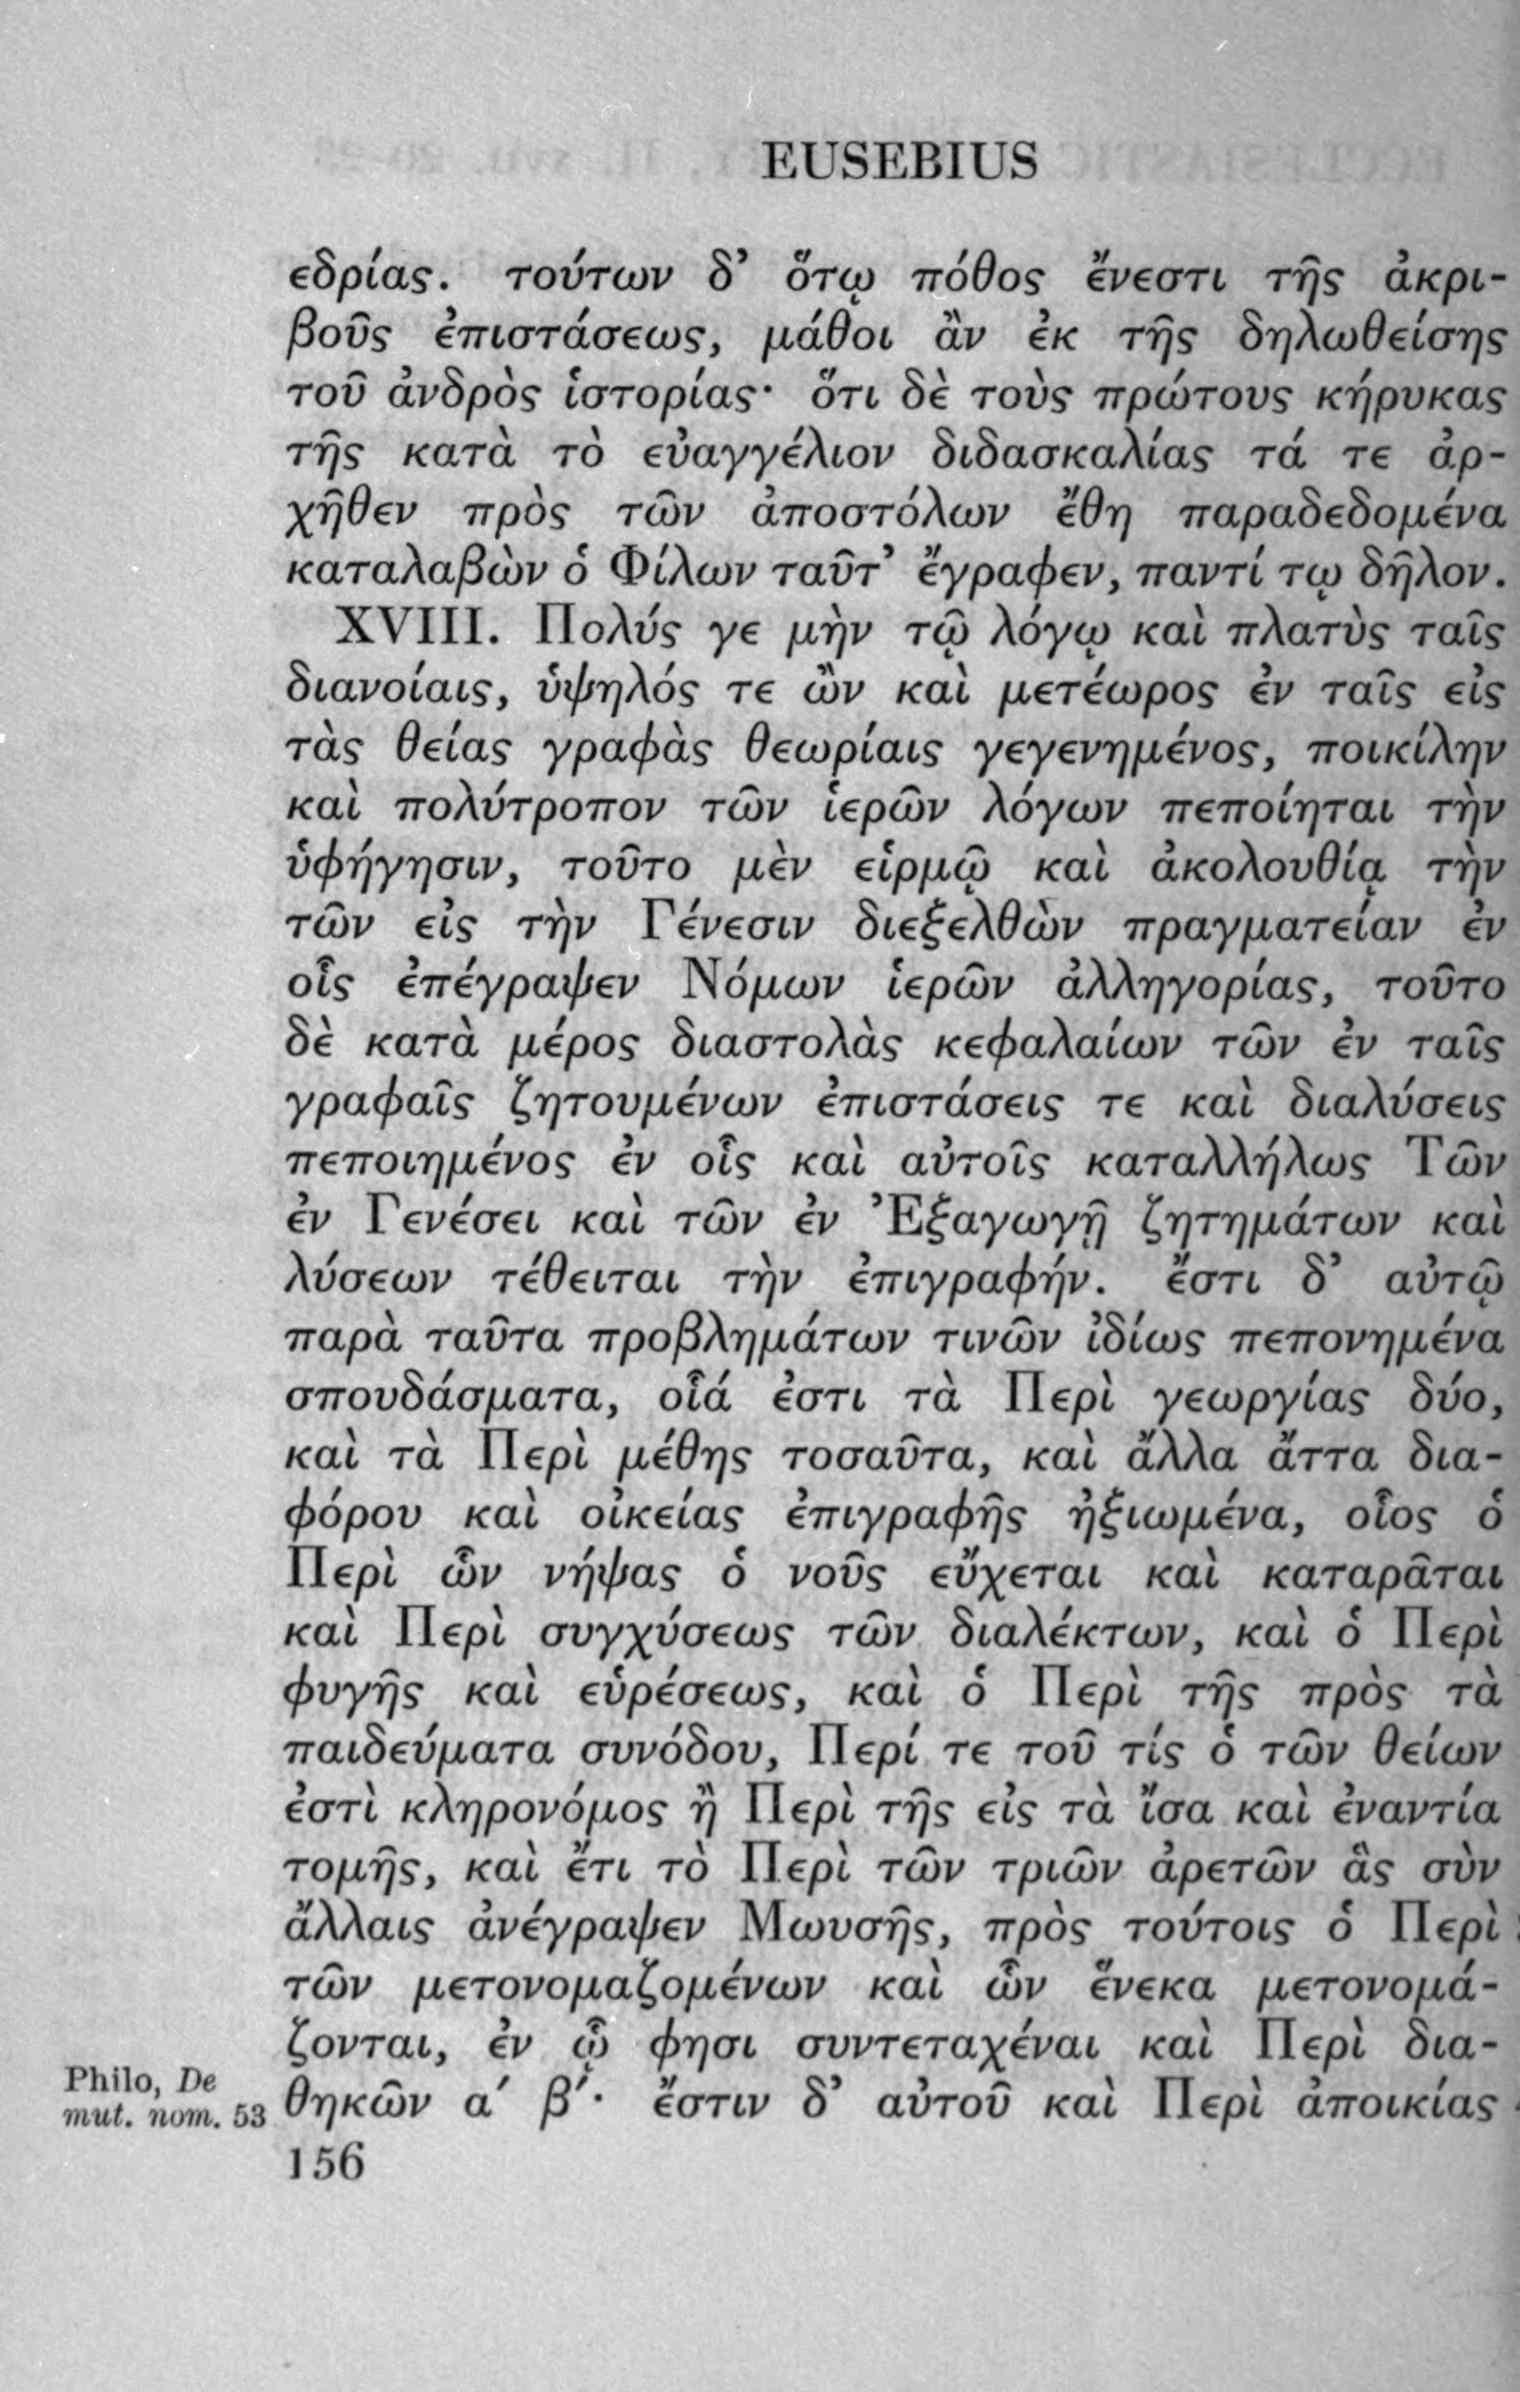 EUSEBIUS
εδρίας. τούτων δ’ ὅτῳ πόθος ἔνεστι τῆς ἀκρι-
βοῦς ἐπιστάσεως, μάθοι ἂν ἐκ τῆς δηλωθείσης
τοῦ ἀνδρὸς ἱστορίας· ὅτι δὲ τοὺς πρώτους κήρυκας
τῆς κατὰ τὸ εὐαγγέλιον διδασκαλίας τά τε ἀρ-
χῆθεν πρὸς τῶν ἀποστόλων ἔθη παραδεδομένα
καταλαβὼν ὁ Φίλων ταῦτ’ ἔγραφεν, παντί τῳ δῆλον.
XVIII. Πολύς γε μὴν τῷ λόγῳ καὶ πλατὺς ταῖς
διανοίαις, ὑψηλός τε ὢν καὶ μετέωρος ἐν ταῖς εἰς
τὰς θείας γραφὰς θεωρίαις γεγενημένος, ποικίλην
καὶ πολύτροπον τῶν ἱερῶν λόγων πεποίηται τὴν
ὑφήγησιν, τοῦτο μὲν εἱρμῷ καὶ ἀκολουθίᾳ τὴν
τῶν εἰς τὴν Γένεσιν διεξελθὼν πραγματείαν ἐν
οἷς ἐπέγραψεν Νόμων ἱερῶν ἀλληγορίας, τοῦτο
δὲ κατὰ μέρος διαστολὰς κεφαλαίων τῶν ἐν ταῖς
γραφαῖς ζητουμένων ἐπιστάσεις τε καὶ διαλύσεις
πεποιημένος ἐν οἷς καὶ αὐτοῖς καταλλήλως Τῶν
ἐν Γενέσει καὶ τῶν ἐν Ἐξαγωγῇ ζητημάτων καὶ
λύσεων τέθειται τὴν ἐπιγραφήν. ἔστι δ’ αὐτῷ
παρὰ ταῦτα προβλημάτων τινῶν ἰδίως πεπονημένα
σπουδάσματα, οἷά ἐστι τὰ Περὶ γεωργίας δύο,
καὶ τὰ Περὶ μέθης τοσαῦτα, καὶ ἄλλα ἄττα δια-
φόρου καὶ οἰκείας ἐπιγραφῆς ἠξιωμένα, οἷος ὁ
Περὶ ὧν νήψας ὁ νοῦς εὔχεται καὶ καταρᾶται
καὶ Περὶ συγχύσεως τῶν διαλέκτων, καὶ ὁ Περὶ
φυγῆς καὶ εὑρέσεως, καὶ ὁ Περὶ τῆς πρὸς τὰ
παιδεύματα συνόδου, Περί τε τοῦ τίς ὁ τῶν θείων
ἐστὶ κληρονόμος ἢ Περὶ τῆς εἰς τὰ ἴσα καὶ ἐναντία
τομῆς, καὶ ἔτι τὸ Περὶ τῶν τριῶν ἀρετῶν ἃς σὺν
ἄλλαις ἀνέγραψεν Μωυσῆς, πρὸς τούτοις ὁ Περὶ
τῶν μετονομαζομένων καὶ ὧν ἕνεκα μετονομά-
ζονται, ἐν ᾧ φησι συντεταχέναι καὶ Περὶ δια-
Philo, De
mut. nom. 53
θηκῶν α′ β′· ἔστιν δ’ αὐτοῦ καὶ Περὶ ἀποικίας
156